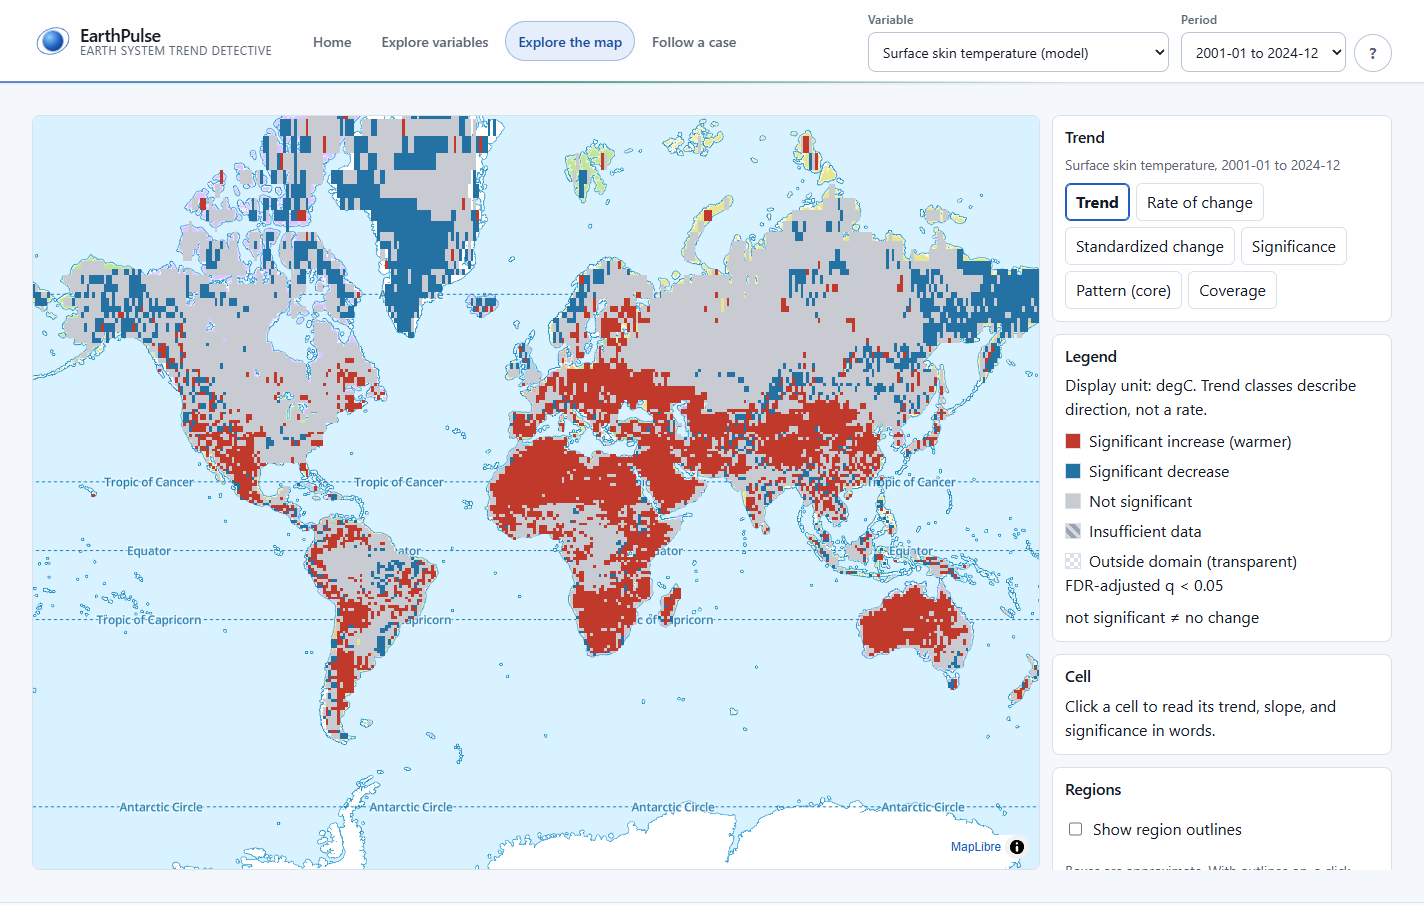 EarthPulse
EARTH SYSTEM TREND DETECTIVE
Home
Explore variables
Explore the map
Follow a case
Variable
Surface skin temperature (model)
Period
2001-01 to 2024-12
?
Tropic of Cancer
Tropic of Cancer
Tropic of Cancer
Equator
Equator
Tropic of Capricorn
Antarctic Circle
Antarctic Circle
Antarctic Circle
Antarctic Circle
MapLibre
Trend
Surface skin temperature, 2001-01 to 2024-12
Trend
Rate of change
Standardized change
Significance
Pattern (core)
Coverage
Legend
Display unit: degC. Trend classes describe
direction, not a rate.
Significant increase (warmer)
Significant decrease
Not significant
Insufficient data
Outside domain (transparent)
FDR-adjusted q < 0.05
not significant ≠ no change
Cell
Click a cell to read its trend, slope, and
significance in words.
Regions
Show region outlines